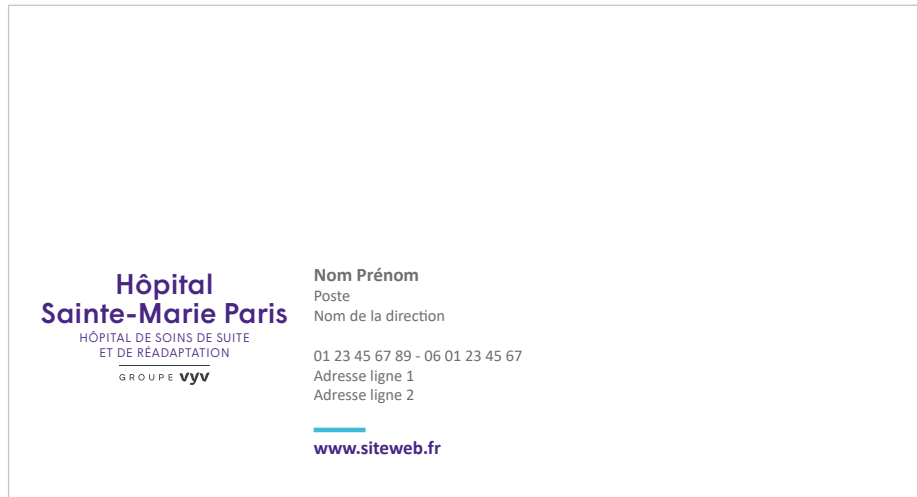 Hôpital
Sainte-Marie Paris
HÔPITAL DE SOINS DE SUITE
ET DE RÉADAPTATION
GROUPE vyv
Nom Prénom
Poste
Nom de la direction
01 23 45 67 89 - 06 01 23 45 67
Adresse ligne 1
Adresse ligne 2
www.siteweb.fr